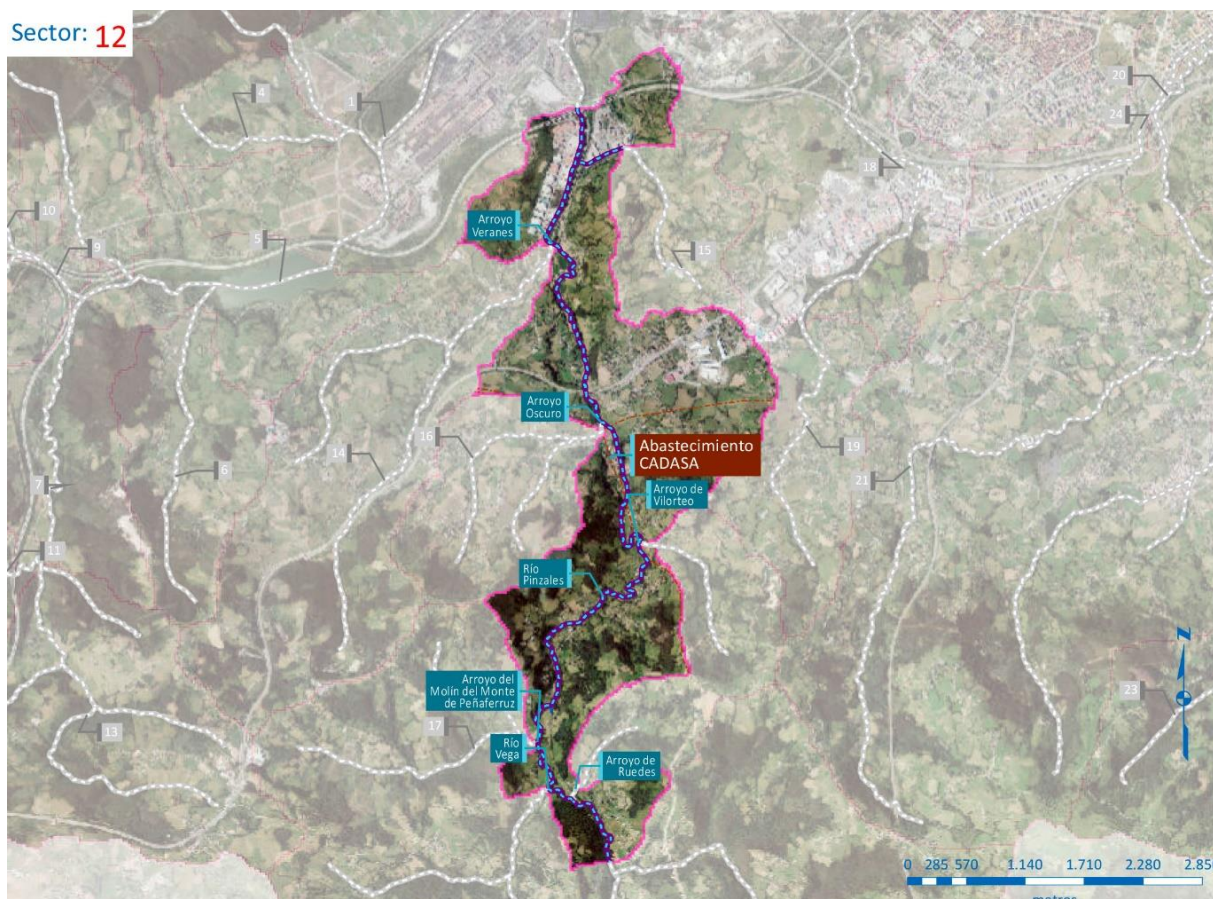 Sector: 12
4
1
20
24
18
10
9
5
Arroyo
Veranes
15
Arroyo
Oscuro
Abastecimiento
CADASA
16
14
6
7
19
21
Arroyo de
Vilorteo
11
Río
Pinzales
N
Arroyo del
Molín del Monte
de Peñaferruz
23
17
13
Río
Vega
Arroyo de
Ruedes
0 285 570 1.140 1.710 2.280 2.850
metros